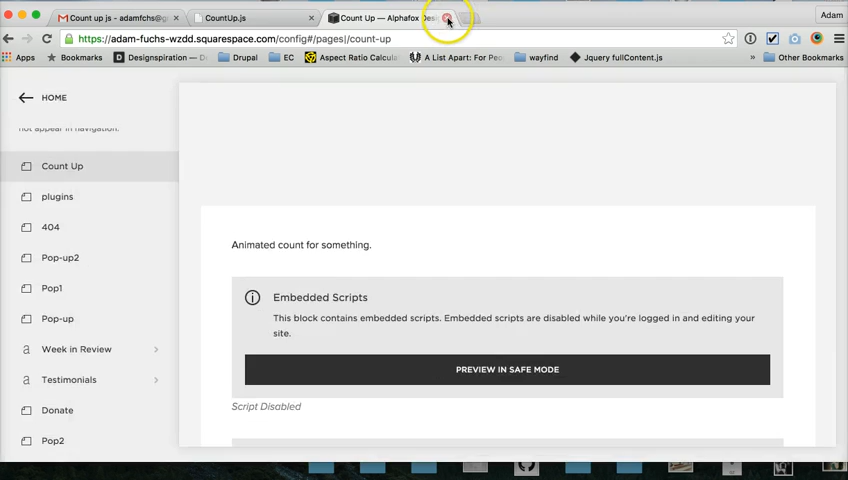 Count up js - adamfchs@g
CountUp.js
Count Up — Alphafox Des
Adam
https://adam-fuchs-wzdd.squarespace.com/config#/pages|/count-up
Apps
Bookmarks
Designspiration —
Drupal
EC
Aspect Ratio Calcula
A List Apart: For Pe
wayfind
Jquery fullContent.js
»
Other Bookmarks
HOME
not appear in navigation.
Count Up
plugins
404
Pop-up2
Pop1
Pop-up
Week in Review
Testimonials
Donate
Pop2
Animated count for something.
Embedded Scripts
This block contains embedded scripts. Embedded scripts are disabled while you're logged in and editing your
site.
PREVIEW IN SAFE MODE
Script Disabled